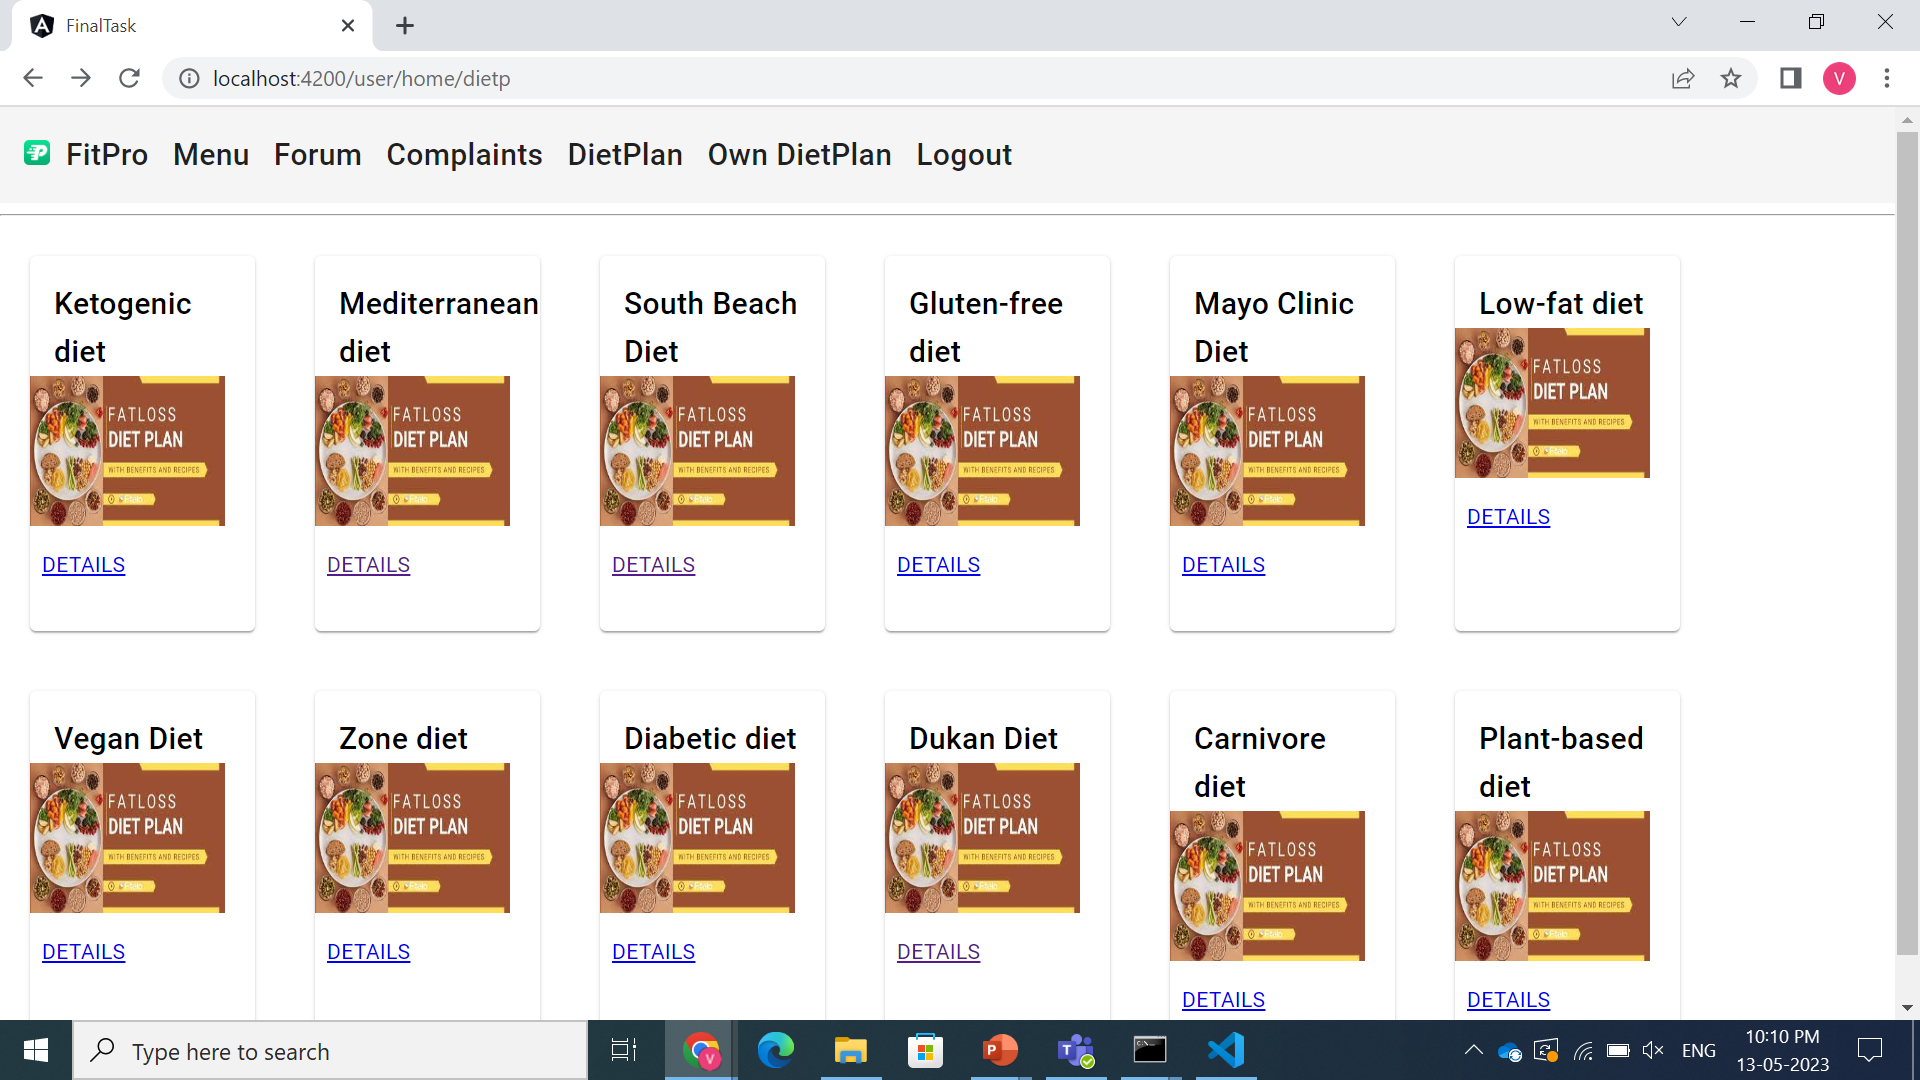 FinalTask
localhost:4200/user/home/dietp
V
FitPro Menu Forum Complaints DietPlan Own DietPlan Logout
Ketogenic
diet
FATLOSS
DIET PLAN
WITH BENEFITS AND RECIPES
DETAILS
Mediterranean
diet
FATLOSS
DIET PLAN
WITH BENEFITS AND RECIPES
DETAILS
South Beach
Diet
FATLOSS
DIET PLAN
WITH BENEFITS AND RECIPES
DETAILS
Gluten-free
diet
FATLOSS
DIET PLAN
WITH BENEFITS AND RECIPES
DETAILS
Mayo Clinic
Diet
FATLOSS
DIET PLAN
WITH BENEFITS AND RECIPES
DETAILS
Low-fat diet
FATLOSS
DIET PLAN
WITH BENEFITS AND RECIPES
DETAILS
Vegan Diet
FATLOSS
DIET PLAN
WITH BENEFITS AND RECIPES
DETAILS
Zone diet
FATLOSS
DIET PLAN
WITH BENEFITS AND RECIPES
DETAILS
Diabetic diet
FATLOSS
DIET PLAN
WITH BENEFITS AND RECIPES
DETAILS
Dukan Diet
FATLOSS
DIET PLAN
WITH BENEFITS AND RECIPES
DETAILS
Carnivore
diet
FATLOSS
DIET PLAN
WITH BENEFITS AND RECIPES
DETAILS
Plant-based
diet
FATLOSS
DIET PLAN
WITH BENEFITS AND RECIPES
DETAILS
Type here to search
ENG
10:10 PM
13-05-2023